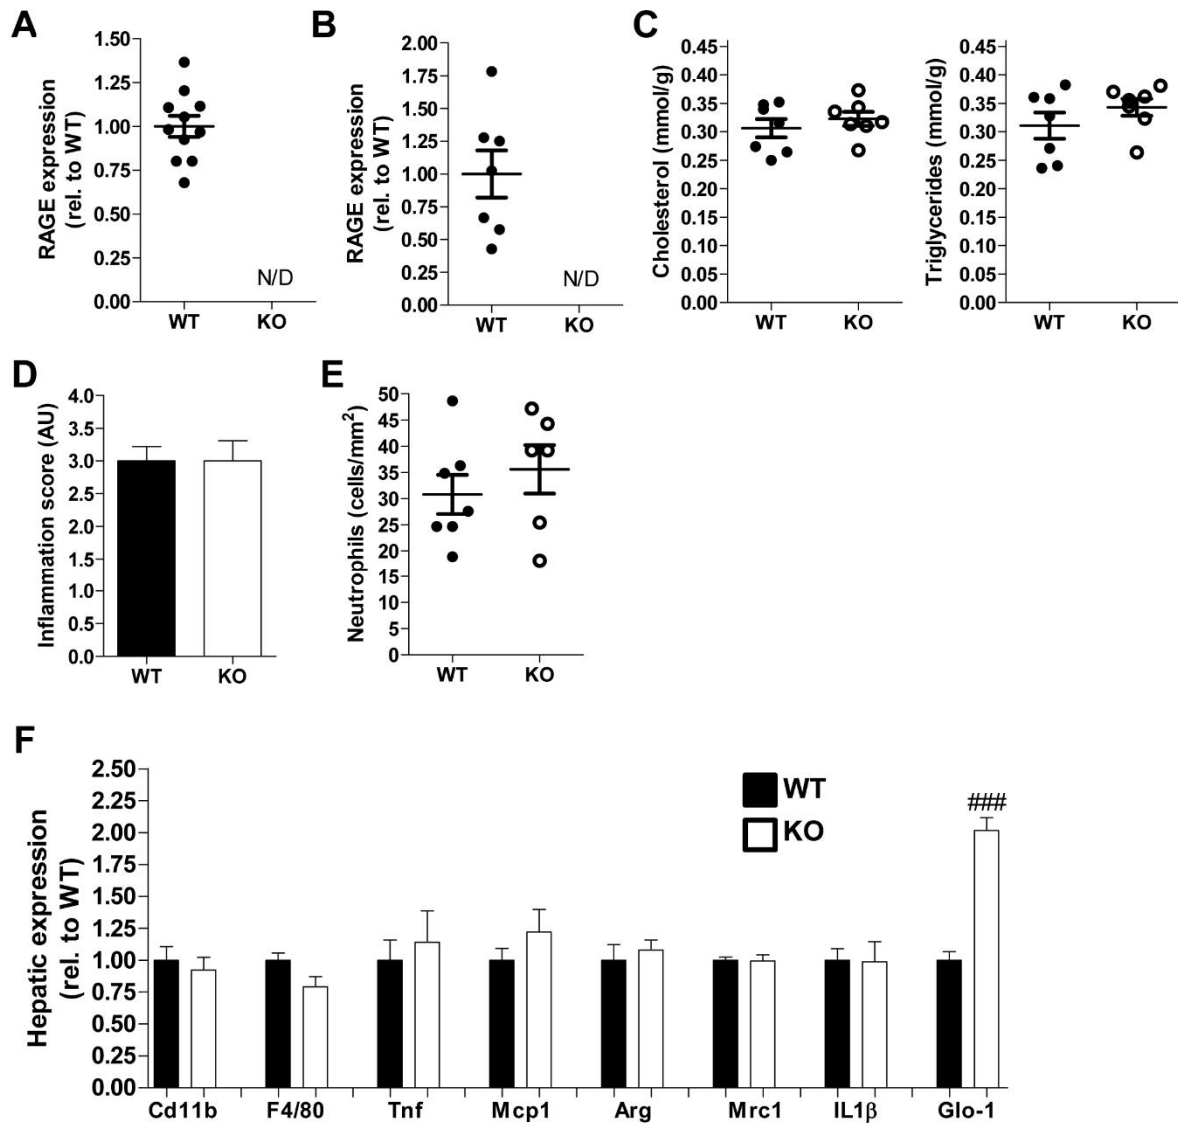 A
RAGE expression
(rel. to WT)
1.50
1.25
1.00
0.75
0.50
0.25
0.00
N/D
WT
KO
B
RAGE expression
(rel. to WT)
2.00
1.75
1.50
1.25
1.00
0.75
0.50
0.25
0.00
N/D
WT
KO
C
Cholesterol (mmol/g)
0.45
0.40
0.35
0.30
0.25
0.20
0.15
0.10
0.05
0.00
WT
KO
Triglycerides (mmol/g)
0.45
0.40
0.35
0.30
0.25
0.20
0.15
0.10
0.05
0.00
WT
KO
D
Inflammation score (AU)
4.0
3.5
3.0
2.5
2.0
1.5
1.0
0.5
0.0
WT
KO
E
Neutrophils (cells/mm²)
50
45
40
35
30
25
20
15
10
5
0
WT
KO
F
Hepatic expression
(rel. to WT)
2.50
2.25
2.00
1.75
1.50
1.25
1.00
0.75
0.50
0.25
0.00
WT
KO
###
Cd11b
F4/80
Tnf
Mcp1
Arg
Mrc1
IL1β
Glo-1